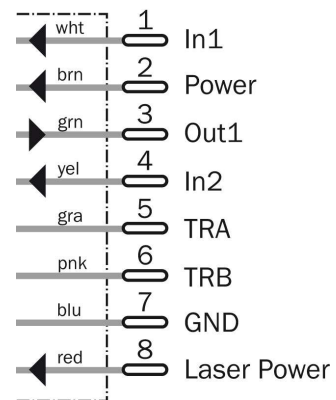 wht 1 In1
brn 2 Power
grn 3 Out1
yel 4 In2
gra 5 TRA
pnk 6 TRB
blu 7 GND
red 8 Laser Power